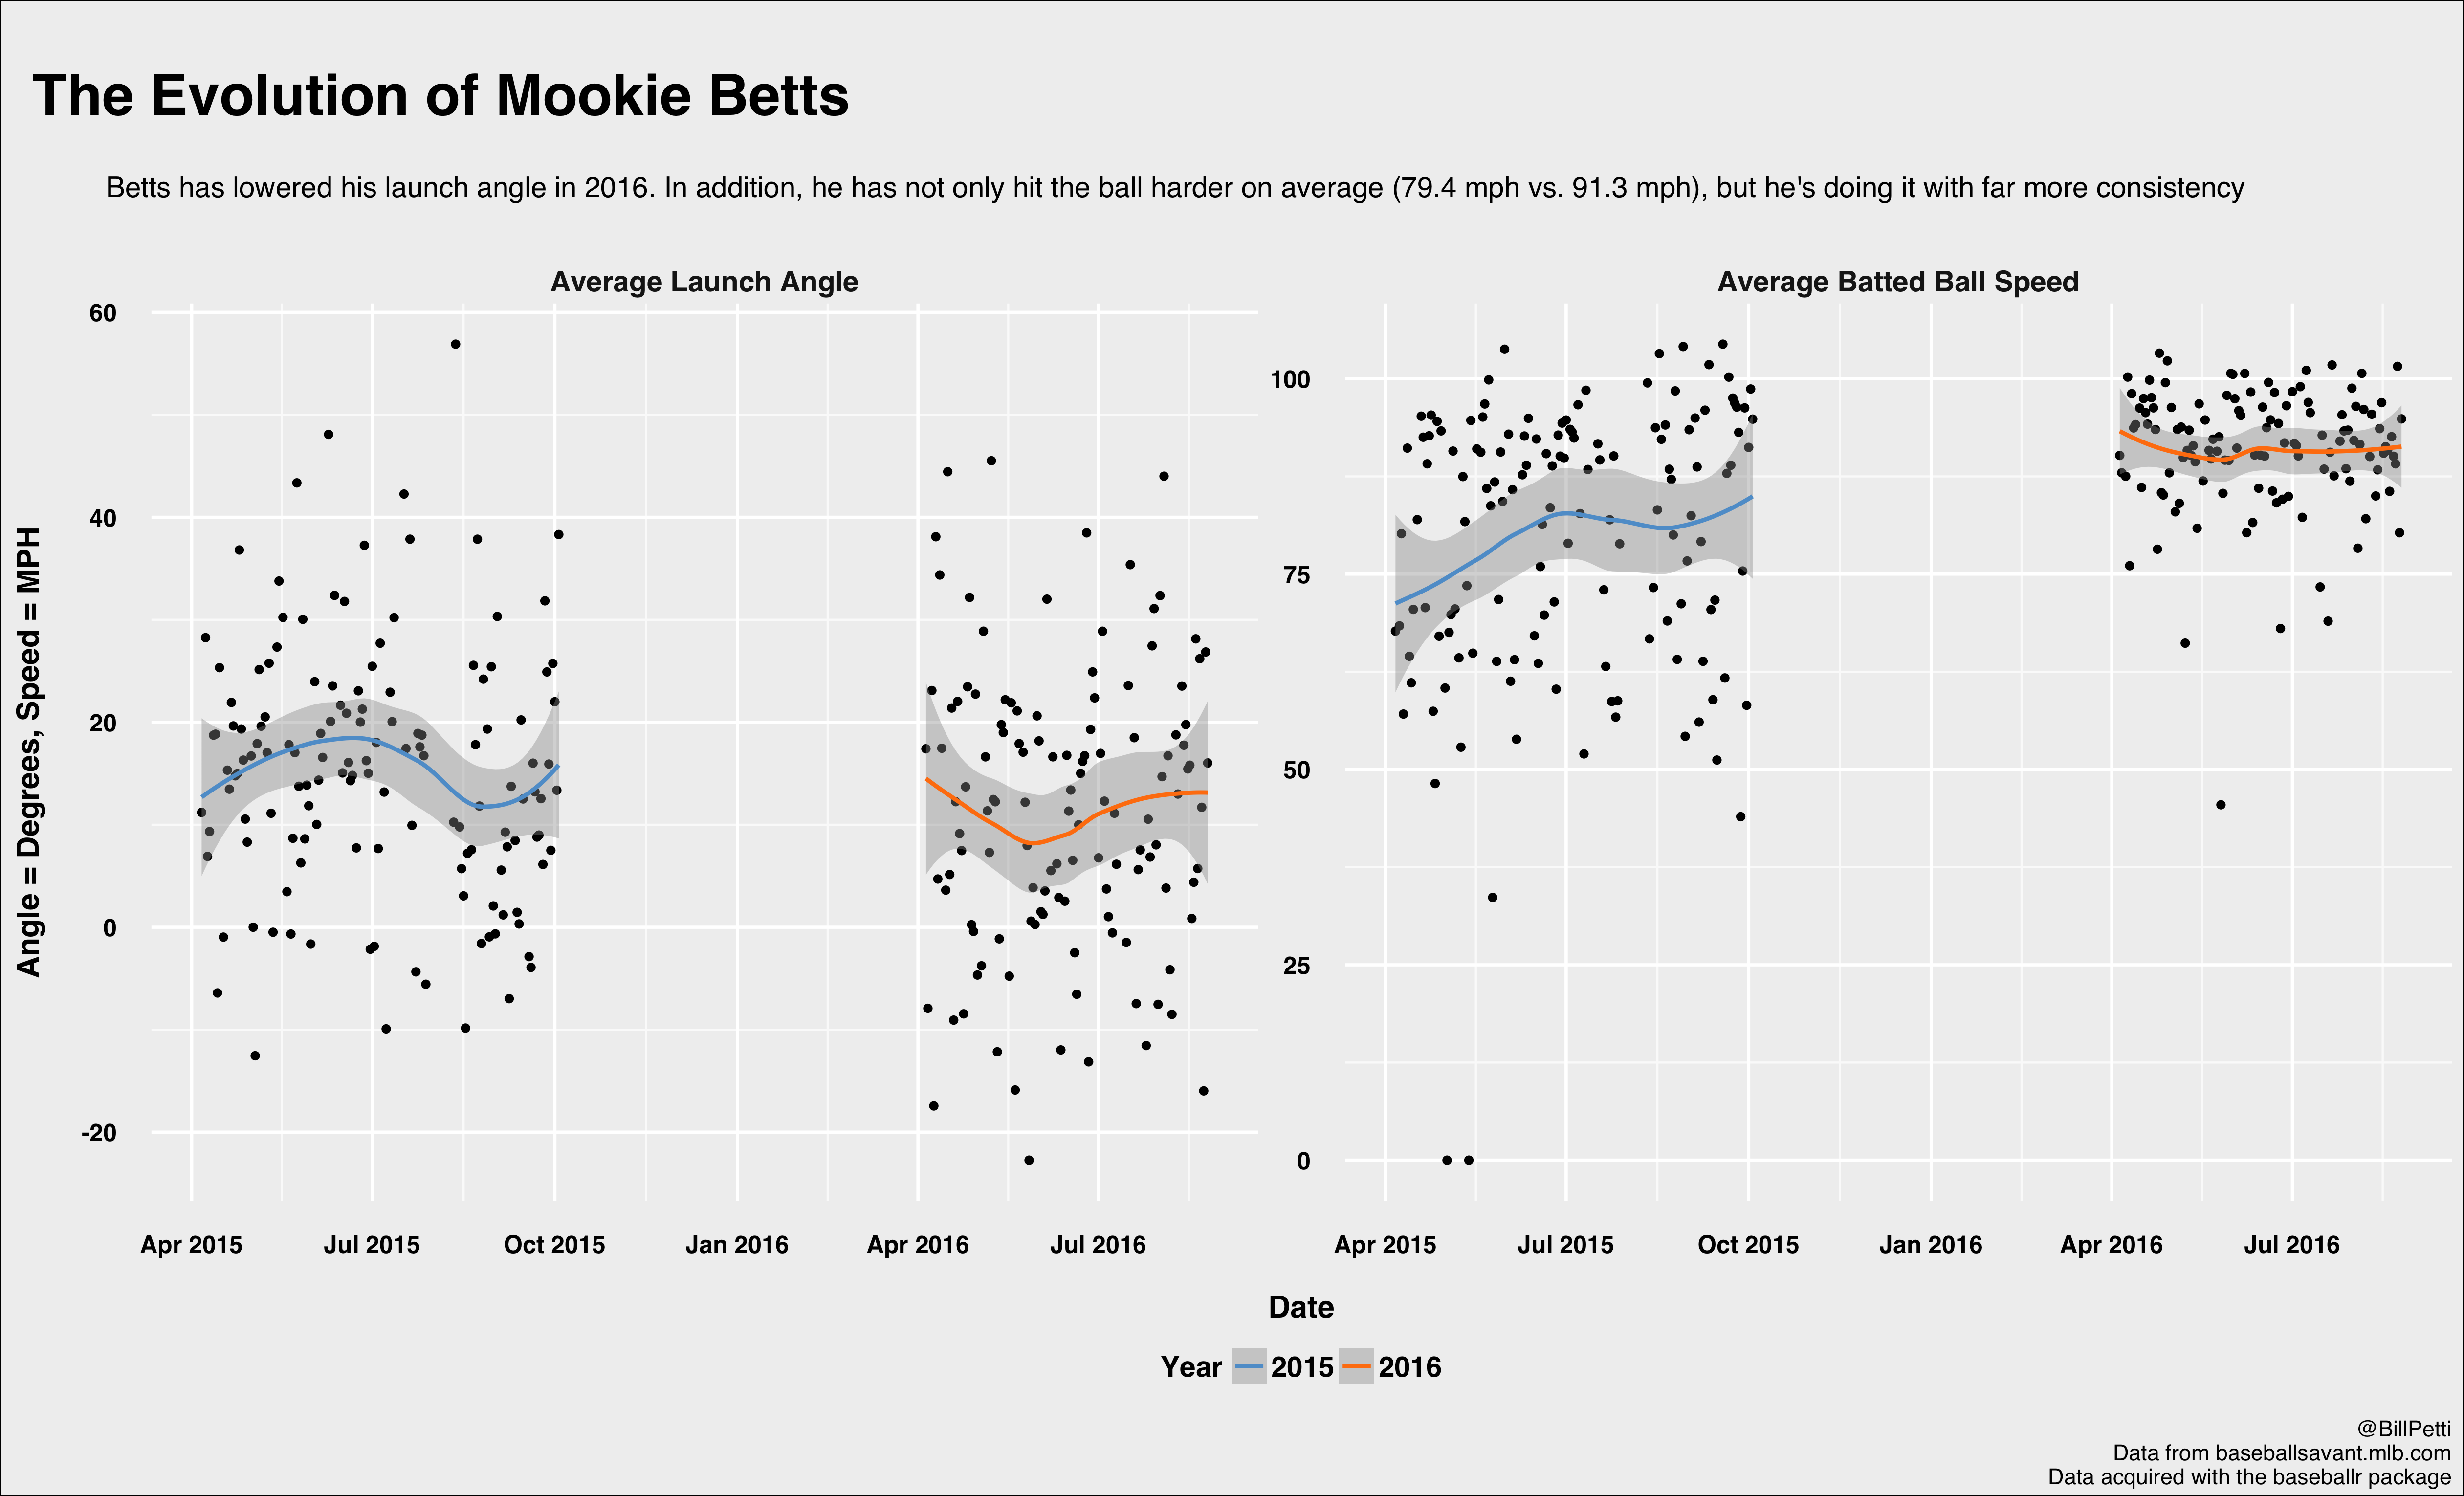 The Evolution of Mookie Betts
Betts has lowered his launch angle in 2016. In addition, he has not only hit the ball harder on average (79.4 mph vs. 91.3 mph), but he's doing it with far more consistency
Average Launch Angle
Average Batted Ball Speed
Angle = Degrees, Speed = MPH
60
40
20
0
-20
100
75
50
25
0
Apr 2015 Jul 2015 Oct 2015 Jan 2016 Apr 2016 Jul 2016
Apr 2015 Jul 2015 Oct 2015 Jan 2016 Apr 2016 Jul 2016
Date
Year 2015 2016
@BillPetti
Data from baseballsavant.mlb.com
Data acquired with the baseballr package